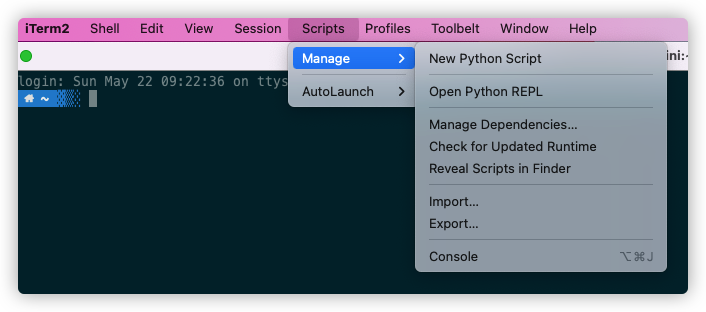 iTerm2 Shell Edit View Session Scripts Profiles Toolbelt Window Help
Manage
AutoLaunch
New Python Script
Open Python REPL
Manage Dependencies...
Check for Updated Runtime
Reveal Scripts in Finder
Import...
Export...
Console ⌥⌘J
ini:~
login: Sun May 22 09:22:36 on ttys
~